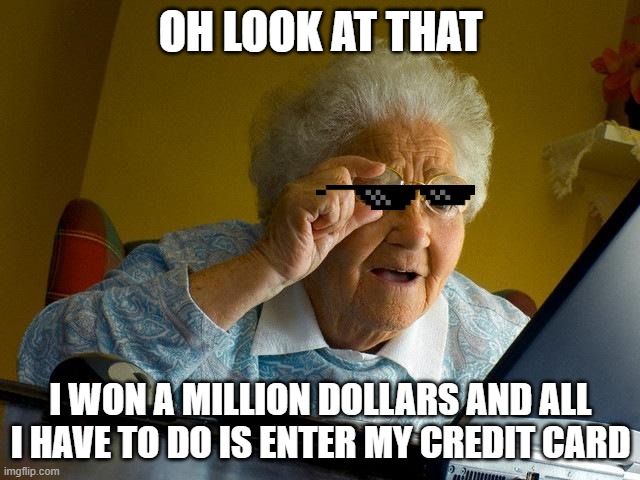 OH LOOK AT THAT
I WON A MILLION DOLLARS AND ALL
I HAVE TO DO IS ENTER MY CREDIT CARD
imgflip.com